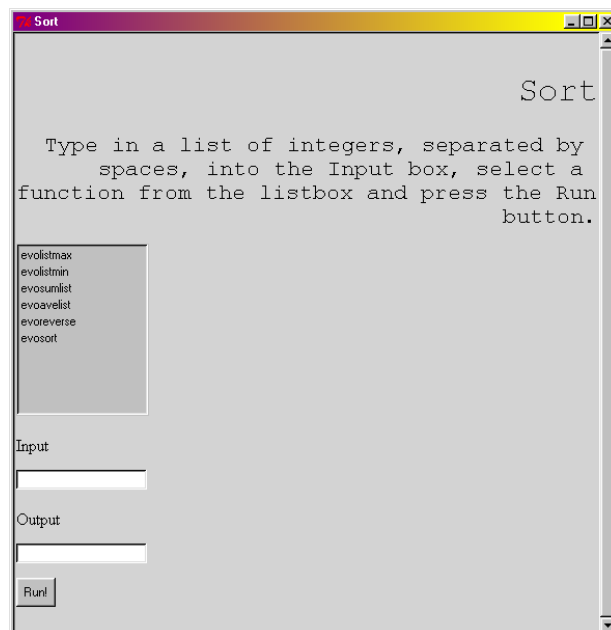 Sort
Sort
Type in a list of integers, separated by
spaces, into the Input box, select a
function from the listbox and press the Run
button.
evolistmax
evolistmin
evosumlist
evoavelist
evoreverse
evosort
Input
Output
Run!